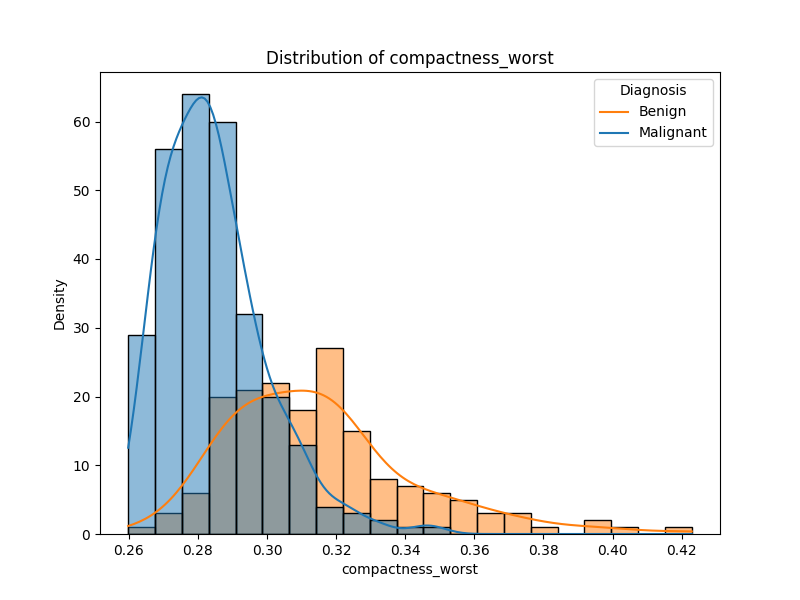 Distribution of compactness_worst
Diagnosis
Benign
Malignant
Density
60
50
40
30
20
10
0
0.26 0.28 0.30 0.32 0.34 0.36 0.38 0.40 0.42
compactness_worst